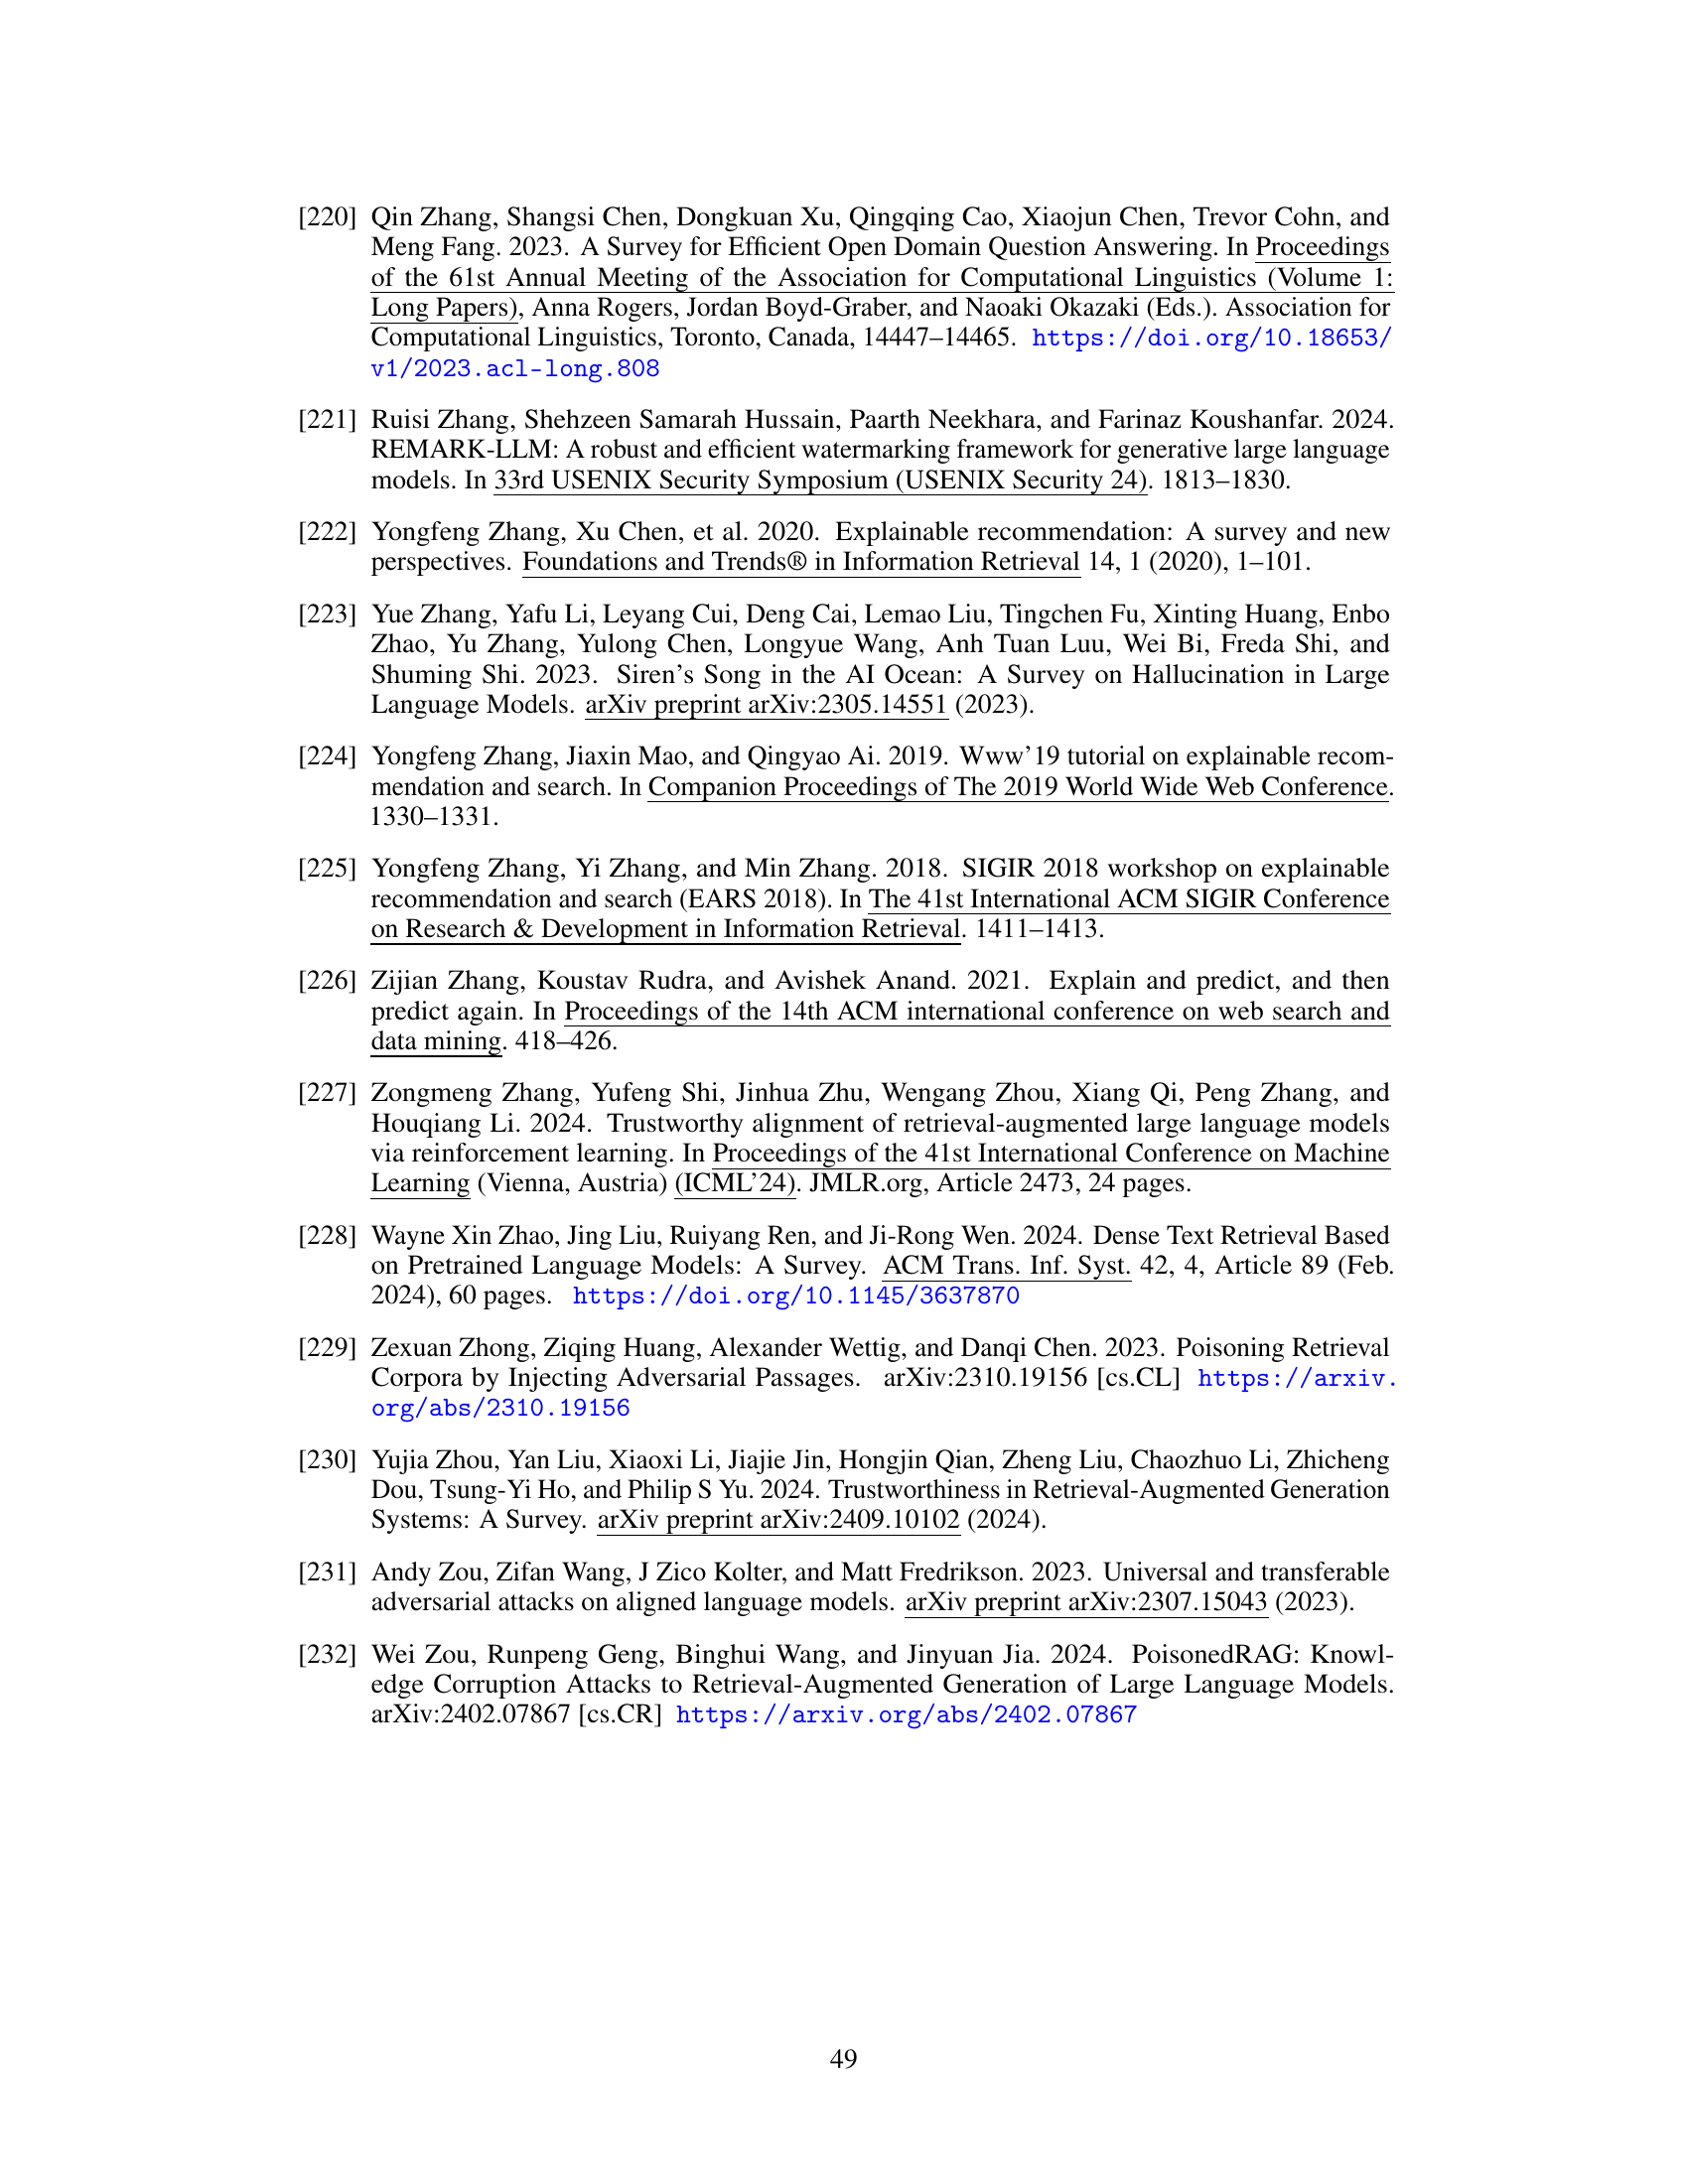 [220] Qin Zhang, Shangsi Chen, Dongkuan Xu, Qingqing Cao, Xiaojun Chen, Trevor Cohn, and
Meng Fang. 2023. A Survey for Efficient Open Domain Question Answering. In Proceedings
of the 61st Annual Meeting of the Association for Computational Linguistics (Volume 1:
Long Papers), Anna Rogers, Jordan Boyd-Graber, and Naoaki Okazaki (Eds.). Association for
Computational Linguistics, Toronto, Canada, 14447–14465. https://doi.org/10.18653/
v1/2023.acl-long.808
[221] Ruisi Zhang, Shehzeen Samarah Hussain, Paarth Neekhara, and Farinaz Koushanfar. 2024.
REMARK-LLM: A robust and efficient watermarking framework for generative large language
models. In 33rd USENIX Security Symposium (USENIX Security 24). 1813–1830.
[222] Yongfeng Zhang, Xu Chen, et al. 2020. Explainable recommendation: A survey and new
perspectives. Foundations and Trends® in Information Retrieval 14, 1 (2020), 1–101.
[223] Yue Zhang, Yafu Li, Leyang Cui, Deng Cai, Lemao Liu, Tingchen Fu, Xinting Huang, Enbo
Zhao, Yu Zhang, Yulong Chen, Longyue Wang, Anh Tuan Luu, Wei Bi, Freda Shi, and
Shuming Shi. 2023. Siren's Song in the AI Ocean: A Survey on Hallucination in Large
Language Models. arXiv preprint arXiv:2305.14551 (2023).
[224] Yongfeng Zhang, Jiaxin Mao, and Qingyao Ai. 2019. Www'19 tutorial on explainable recom-
mendation and search. In Companion Proceedings of The 2019 World Wide Web Conference.
1330–1331.
[225] Yongfeng Zhang, Yi Zhang, and Min Zhang. 2018. SIGIR 2018 workshop on explainable
recommendation and search (EARS 2018). In The 41st International ACM SIGIR Conference
on Research & Development in Information Retrieval. 1411–1413.
[226] Zijian Zhang, Koustav Rudra, and Avishek Anand. 2021. Explain and predict, and then
predict again. In Proceedings of the 14th ACM international conference on web search and
data mining. 418–426.
[227] Zongmeng Zhang, Yufeng Shi, Jinhua Zhu, Wengang Zhou, Xiang Qi, Peng Zhang, and
Houqiang Li. 2024. Trustworthy alignment of retrieval-augmented large language models
via reinforcement learning. In Proceedings of the 41st International Conference on Machine
Learning (Vienna, Austria) (ICML'24). JMLR.org, Article 2473, 24 pages.
[228] Wayne Xin Zhao, Jing Liu, Ruiyang Ren, and Ji-Rong Wen. 2024. Dense Text Retrieval Based
on Pretrained Language Models: A Survey. ACM Trans. Inf. Syst. 42, 4, Article 89 (Feb.
2024), 60 pages. https://doi.org/10.1145/3637870
[229] Zexuan Zhong, Ziqing Huang, Alexander Wettig, and Danqi Chen. 2023. Poisoning Retrieval
Corpora by Injecting Adversarial Passages. arXiv:2310.19156 [cs.CL] https://arxiv.
org/abs/2310.19156
[230] Yujia Zhou, Yan Liu, Xiaoxi Li, Jiajie Jin, Hongjin Qian, Zheng Liu, Chaozhuo Li, Zhicheng
Dou, Tsung-Yi Ho, and Philip S Yu. 2024. Trustworthiness in Retrieval-Augmented Generation
Systems: A Survey. arXiv preprint arXiv:2409.10102 (2024).
[231] Andy Zou, Zifan Wang, J Zico Kolter, and Matt Fredrikson. 2023. Universal and transferable
adversarial attacks on aligned language models. arXiv preprint arXiv:2307.15043 (2023).
[232] Wei Zou, Runpeng Geng, Binghui Wang, and Jinyuan Jia. 2024. PoisonedRAG: Knowl-
edge Corruption Attacks to Retrieval-Augmented Generation of Large Language Models.
arXiv:2402.07867 [cs.CR] https://arxiv.org/abs/2402.07867
49